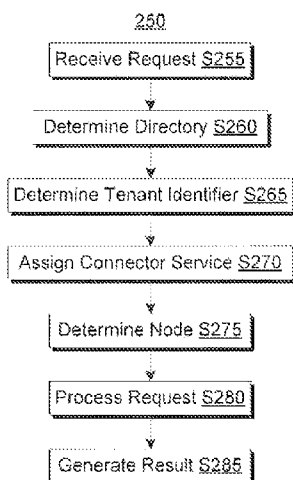 250
Receive Request S255
Determine Directory S260
Determine Tenant Identifier S265
Assign Connector Service S270
Determine Node S275
Process Request S280
Generate Result S285